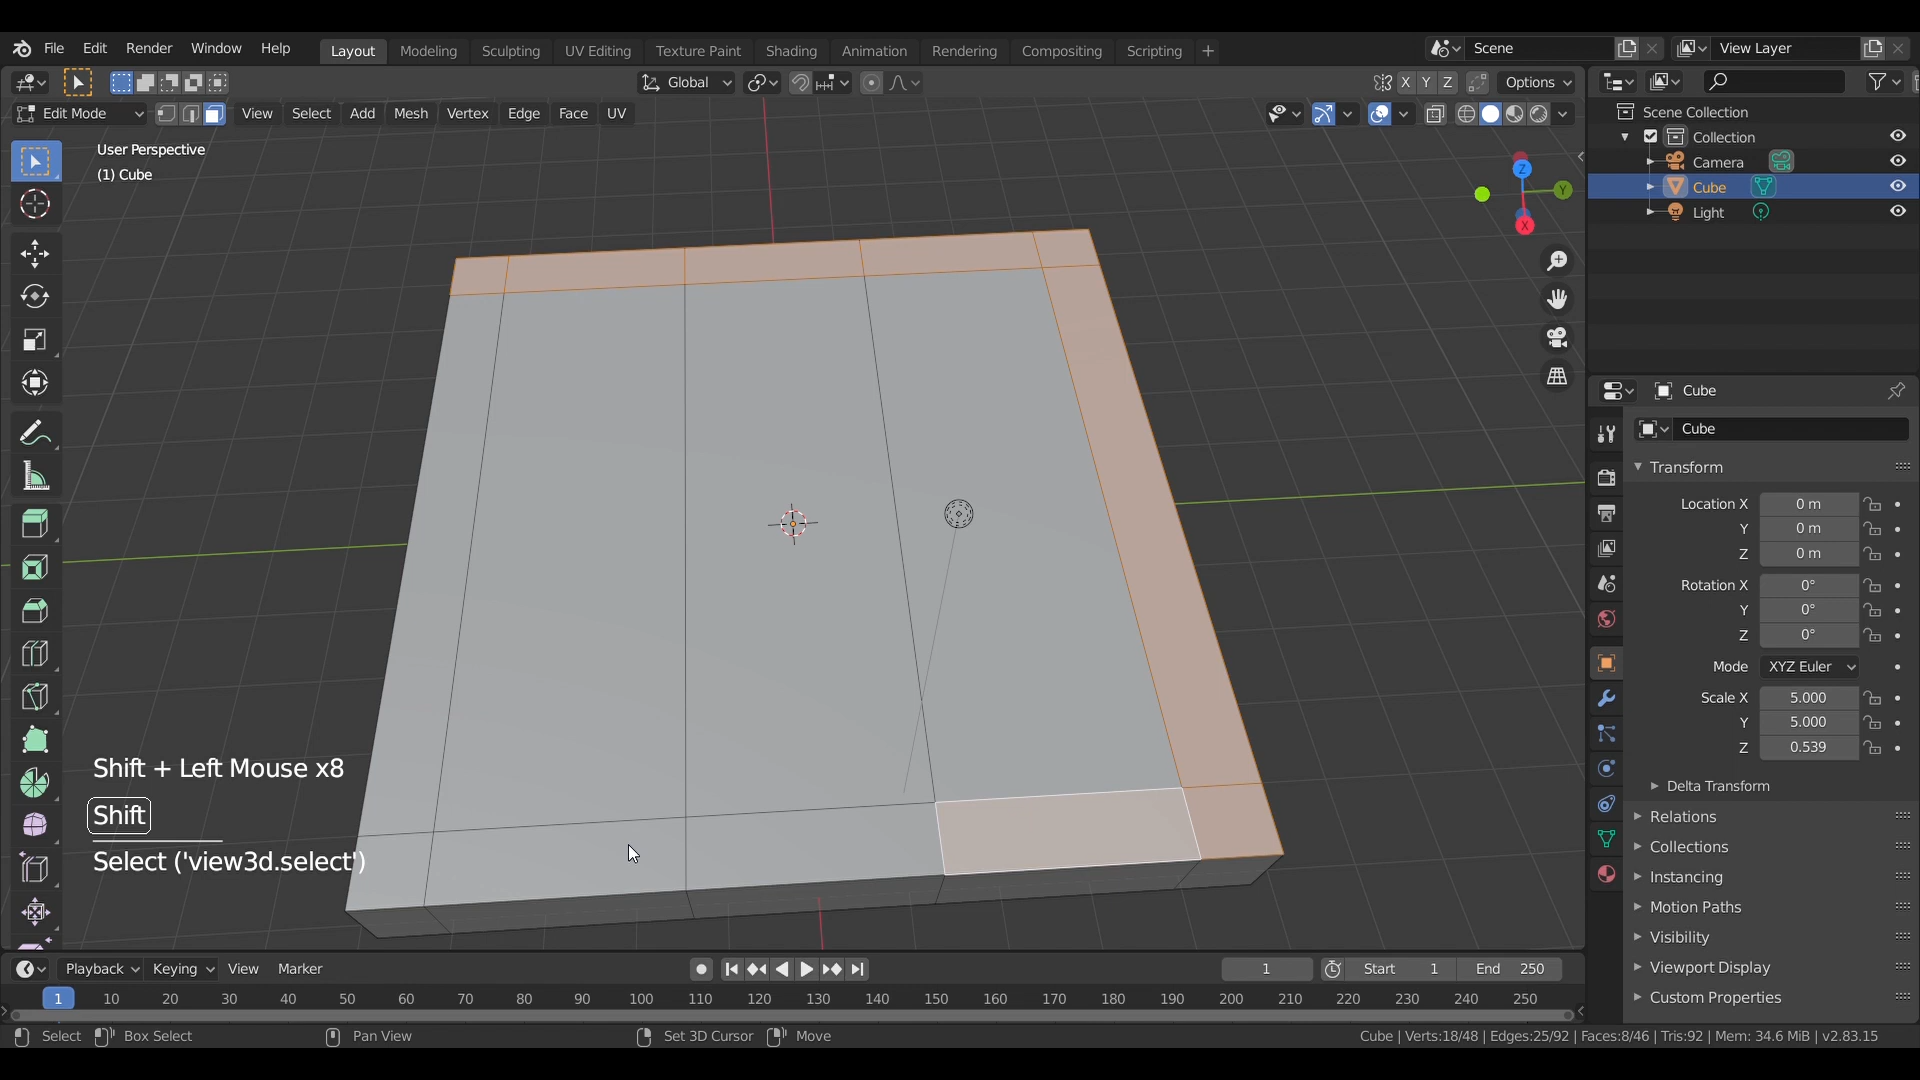 File Edit Render Window Help Layout Modeling Sculpting UV Editing Texture Paint Shading Animation Rendering Compositing Scripting + Scene View Layer
Global X Y Z Options
Edit Mode View Select Add Mesh Vertex Edge Face UV
User Perspective
(1) Cube
Z
Y
X
Scene Collection
Collection
Camera
Cube
Light
Cube
Cube
Transform
Location X 0 m
Y 0 m
Z 0 m
Rotation X 0°
Y 0°
Z 0°
Mode XYZ Euler
Scale X 5.000
Y 5.000
Z 0.539
Delta Transform
Relations
Collections
Instancing
Motion Paths
Visibility
Viewport Display
Custom Properties
Shift + Left Mouse x8
Shift
Select ('view3d.select')
Playback Keying View Marker 1 Start 1 End 250
1 10 20 30 40 50 60 70 80 90 100 110 120 130 140 150 160 170 180 190 200 210 220 230 240 250
Select Box Select Pan View Set 3D Cursor Move Cube | Verts:18/48 | Edges:25/92 | Faces:8/46 | Tris:92 | Mem: 34.6 MiB | v2.83.15